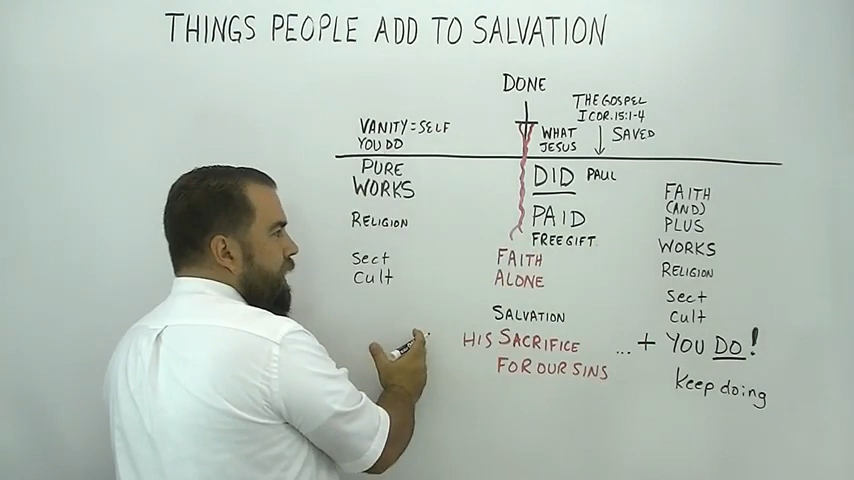 THINGS PEOPLE ADD TO SALVATION
DONE
THE GOSPEL
I COR. 15:1-4
SAVED
VANITY = SELF
YOU DO
WHAT
JESUS
PURE
WORKS
RELIGION
Sect
Cult
DID PAUL
PAID
FREE GIFT
FAITH
ALONE
SALVATION
HIS SACRIFICE
FOR OUR SINS
FAITH
(AND)
PLUS
WORKS
RELIGION
Sect
Cult
... + YOU DO!
Keep doing